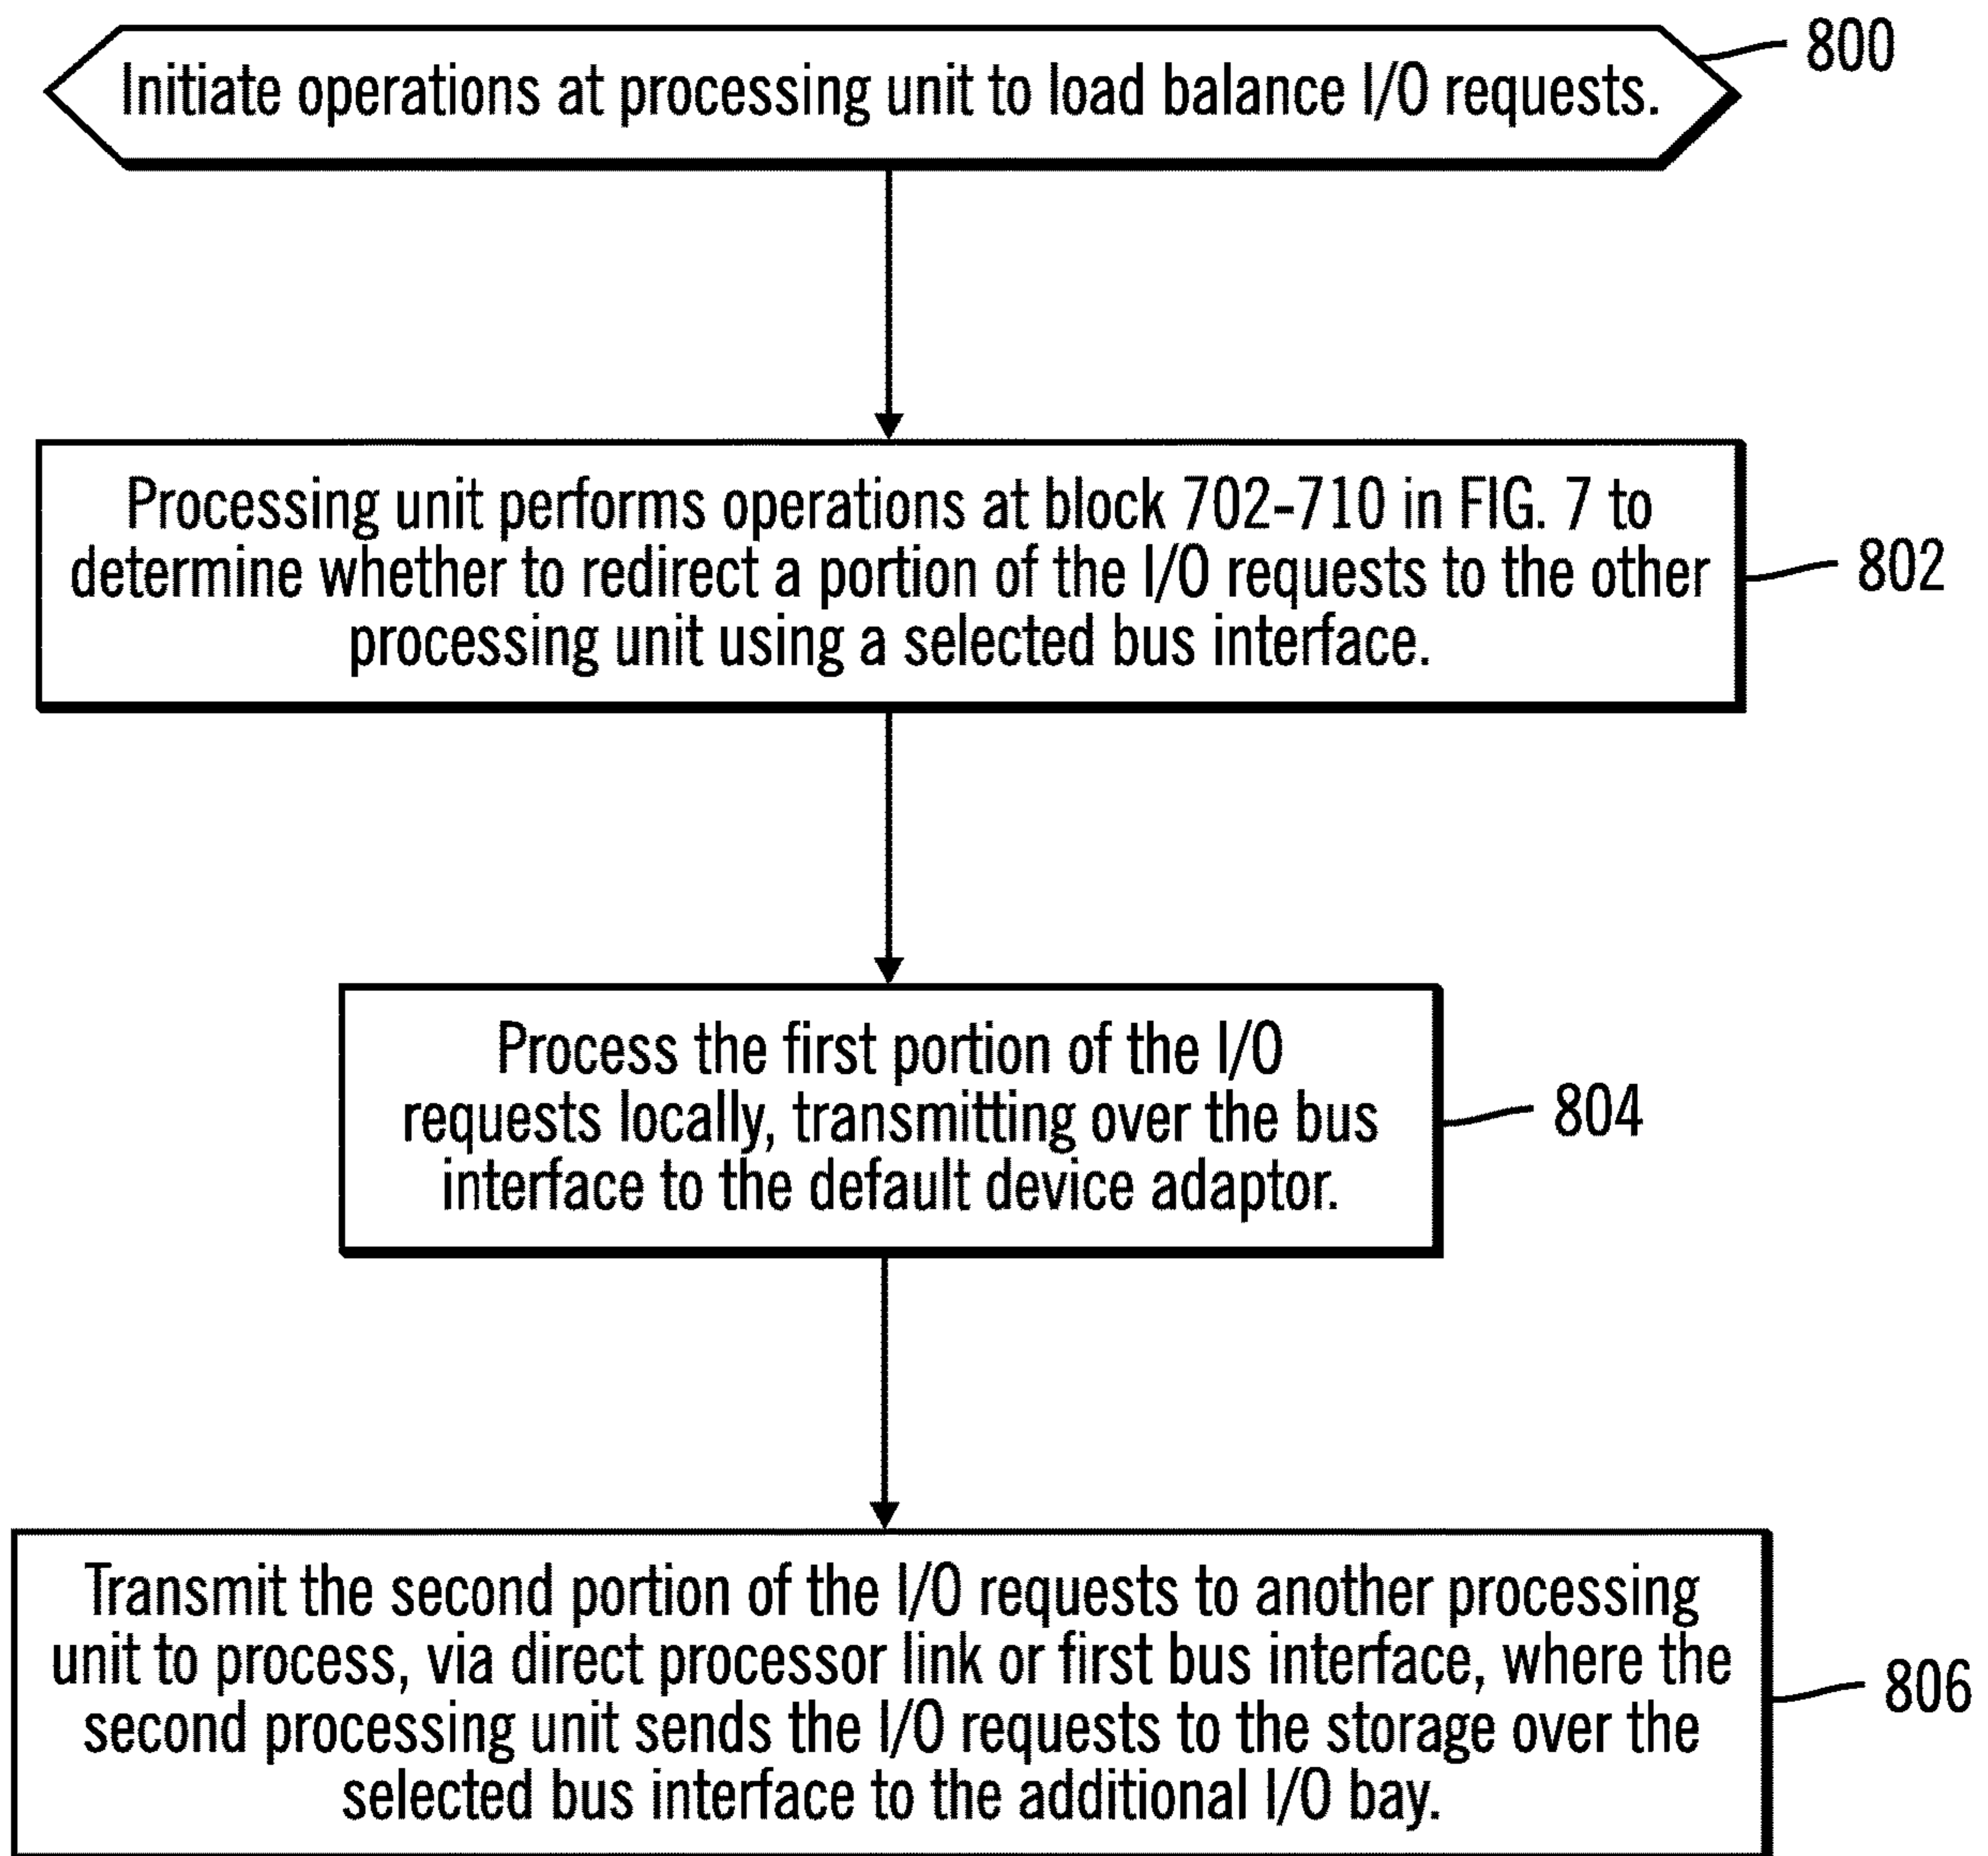 Initiate operations at processing unit to load balance I/O requests.
800
Processing unit performs operations at block 702-710 in FIG. 7 to
determine whether to redirect a portion of the I/O requests to the other
processing unit using a selected bus interface.
802
Process the first portion of the I/O
requests locally, transmitting over the bus
interface to the default device adaptor.
804
Transmit the second portion of the I/O requests to another processing
unit to process, via direct processor link or first bus interface, where the
second processing unit sends the I/O requests to the storage over the
selected bus interface to the additional I/O bay.
806